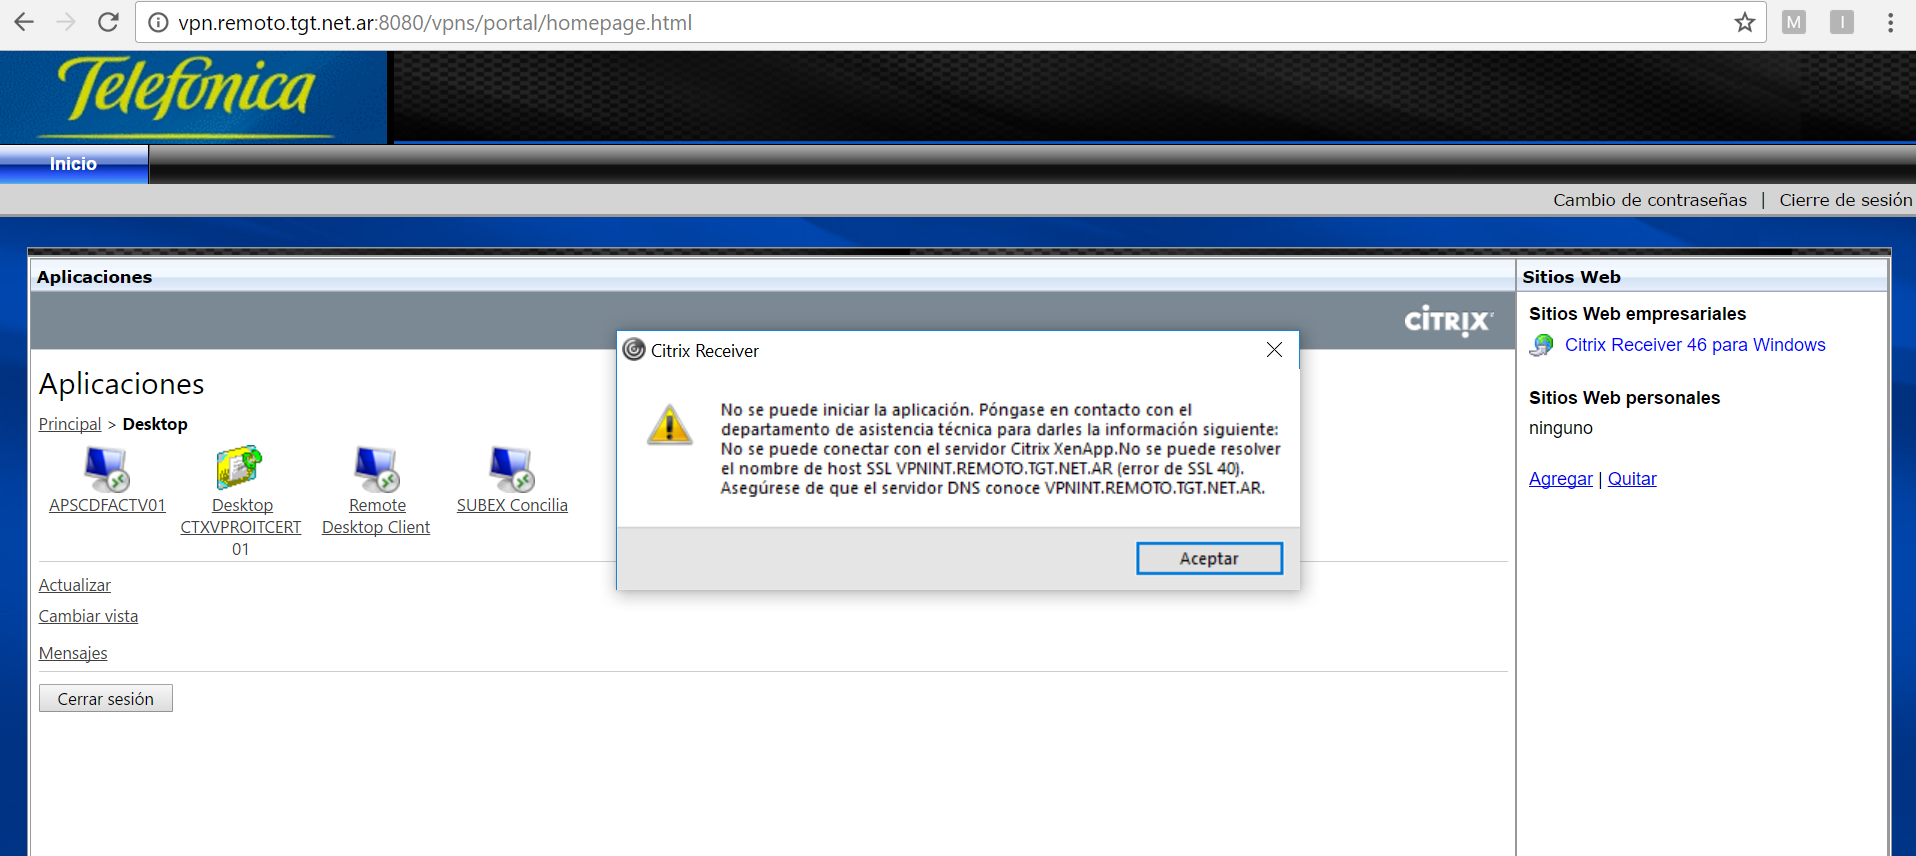 vpn.remoto.tgt.net.ar:8080/vpns/portal/homepage.html
M
I
Telefónica
Inicio
Cambio de contraseñas | Cierre de sesión
Aplicaciones
Sitios Web
CITRIX
Sitios Web empresariales
Citrix Receiver 46 para Windows
Sitios Web personales
ninguno
Agregar | Quitar
Aplicaciones
Principal > Desktop
APSCDFACTV01
Desktop
CTXVPROITCERT
01
Remote
Desktop Client
SUBEX Concilia
Actualizar
Cambiar vista
Mensajes
Cerrar sesión
Citrix Receiver
No se puede iniciar la aplicación. Póngase en contacto con el
departamento de asistencia técnica para darles la información siguiente:
No se puede conectar con el servidor Citrix XenApp.No se puede resolver
el nombre de host SSL VPNINT.REMOTO.TGT.NET.AR (error de SSL 40).
Asegúrese de que el servidor DNS conoce VPNINT.REMOTO.TGT.NET.AR.
Aceptar